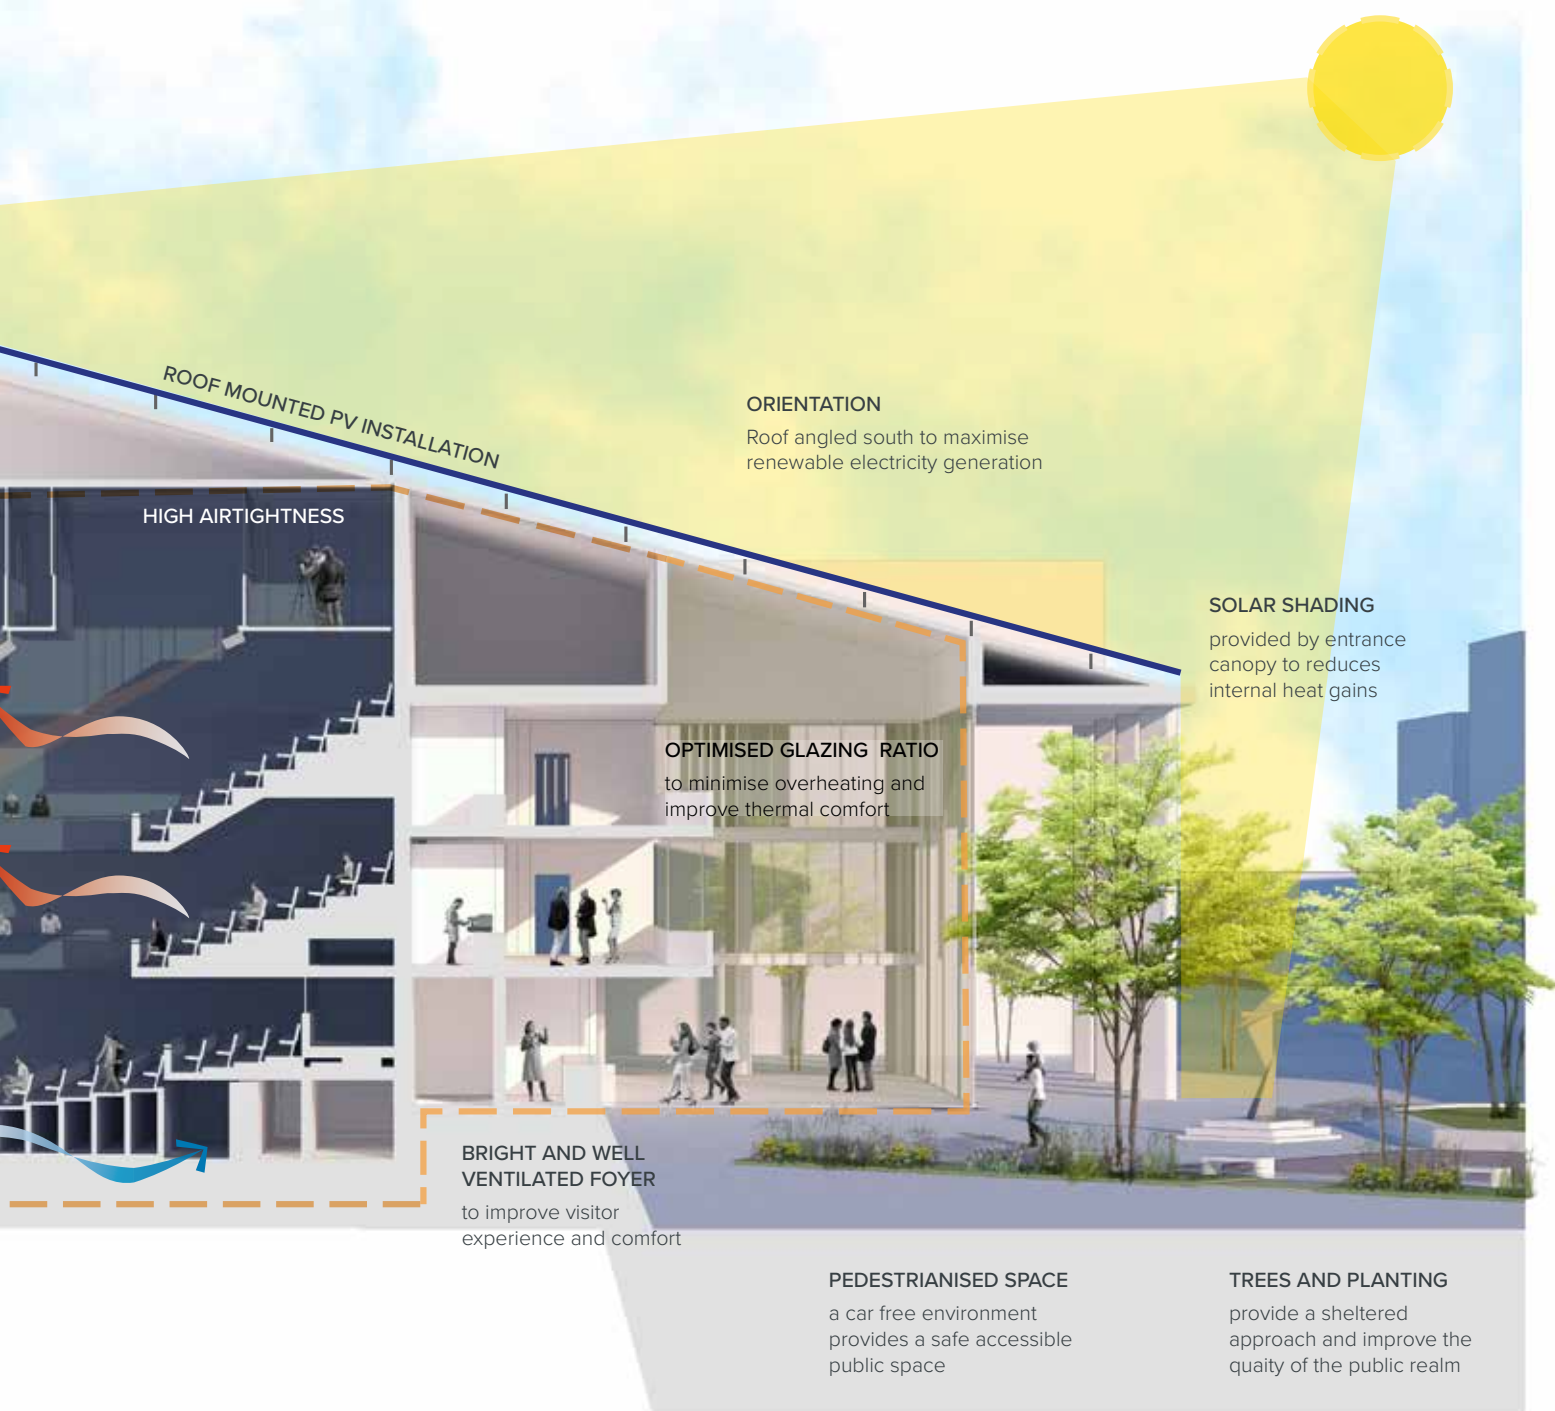 ROOF MOUNTED PV INSTALLATION
ORIENTATION
Roof angled south to maximise
renewable electricity generation
HIGH AIRTIGHTNESS
SOLAR SHADING
provided by entrance
canopy to reduces
internal heat gains
OPTIMISED GLAZING RATIO
to minimise overheating and
improve thermal comfort
BRIGHT AND WELL
VENTILATED FOYER
to improve visitor
experience and comfort
PEDESTRIANISED SPACE
a car free environment
provides a safe accessible
public space
TREES AND PLANTING
provide a sheltered
approach and improve the
quaity of the public realm